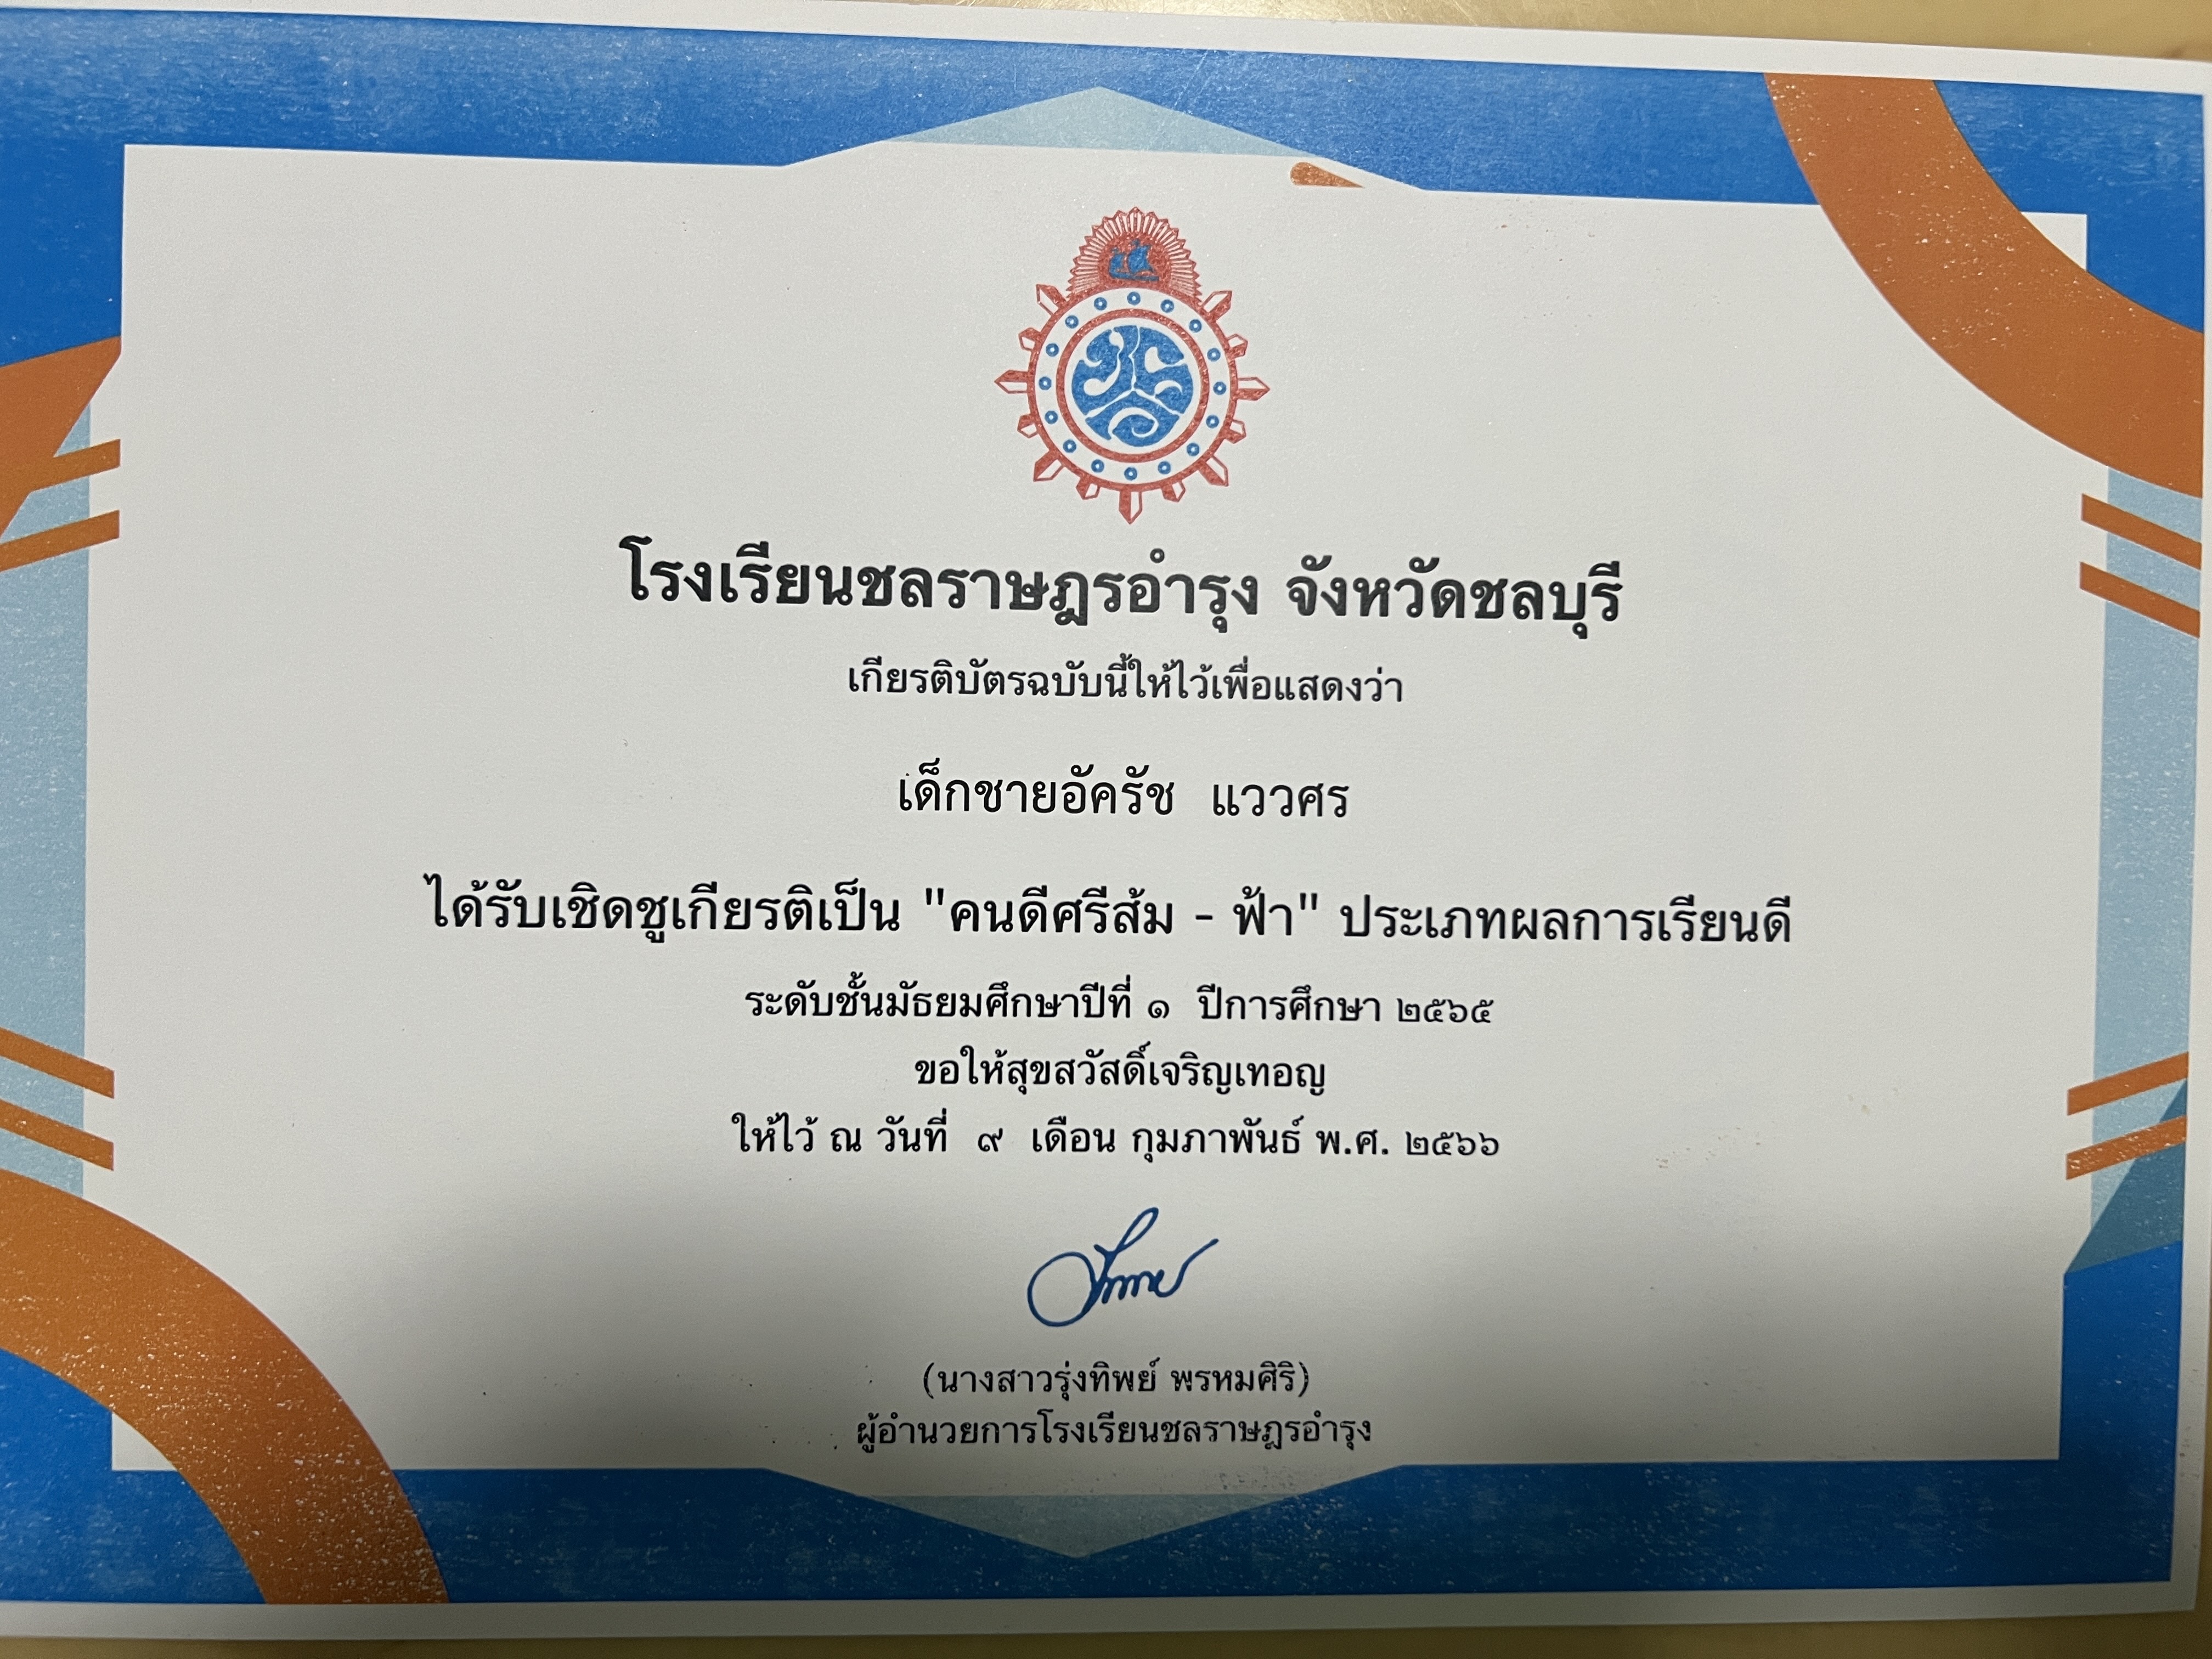 โรงเรียนชลราษฎรอำรุง จังหวัดชลบุรี
เกียรติบัตรฉบับนี้ให้ไว้เพื่อแสดงว่า
เด็กชายอัครัช แววศร
ได้รับเชิดชูเกียรติเป็น "คนดีศรีส้ม - ฟ้า" ประเภทผลการเรียนดี
ระดับชั้นมัธยมศึกษาปีที่ ๑ ปีการศึกษา ๒๕๖๕
ขอให้สุขสวัสดิ์เจริญเทอญ
ให้ไว้ ณ วันที่ ๙ เดือน กุมภาพันธ์ พ.ศ. ๒๕๖๖
(นางสาวรุ่งทิพย์ พรหมศิริ)
ผู้อำนวยการโรงเรียนชลราษฎรอำรุง